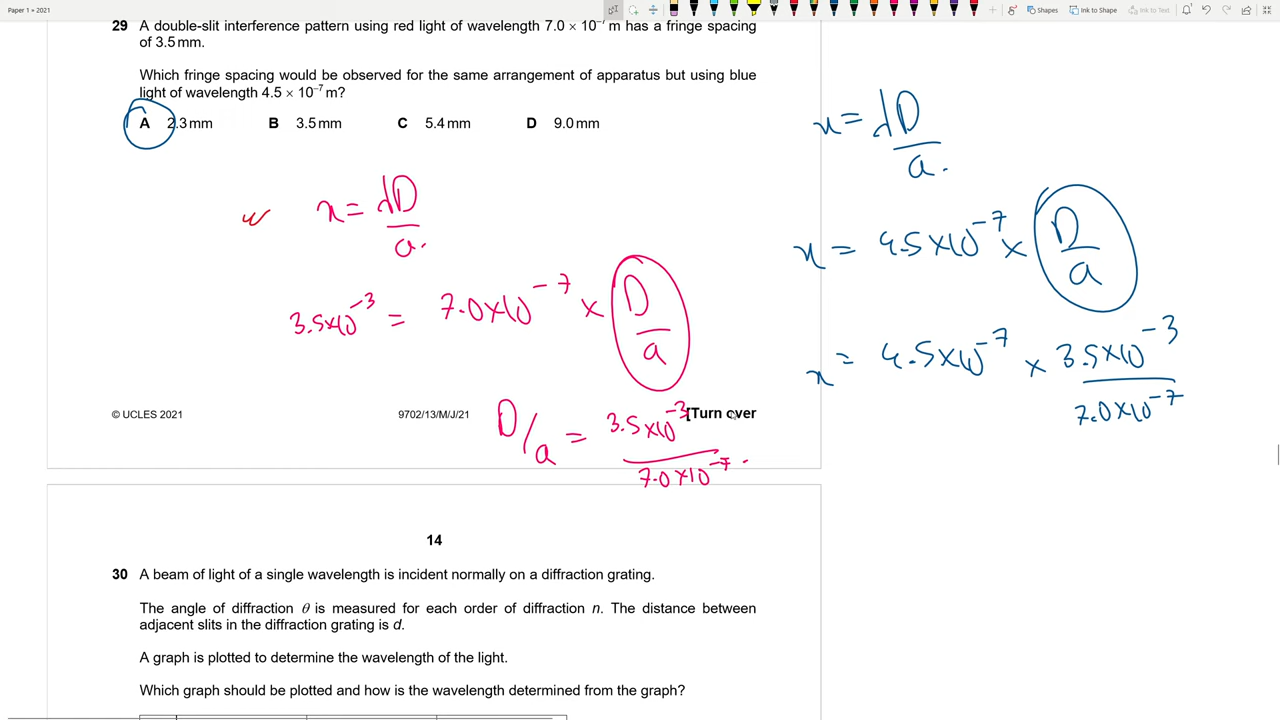 Paper 1 + 2021
Shapes
Ink to Shape
Ink to Text
29 A double-slit interference pattern using red light of wavelength 7.0 × 10⁻⁷ m has a fringe spacing
of 3.5 mm.
Which fringe spacing would be observed for the same arrangement of apparatus but using blue
light of wavelength 4.5 × 10⁻⁷ m?
A 2.3 mm B 3.5 mm C 5.4 mm D 9.0 mm
x = λD
a.
3.5×10⁻³ = 7.0×10⁻⁷ × D
a
D/a = 3.5×10⁻³
7.0×10⁻⁷
x = λD
a.
x = 4.5×10⁻⁷ × D
a
x = 4.5×10⁻⁷ × 3.5×10⁻³
7.0×10⁻⁷
© UCLES 2021 9702/13/M/J/21 [Turn over
14
30 A beam of light of a single wavelength is incident normally on a diffraction grating.
The angle of diffraction θ is measured for each order of diffraction n. The distance between
adjacent slits in the diffraction grating is d.
A graph is plotted to determine the wavelength of the light.
Which graph should be plotted and how is the wavelength determined from the graph?